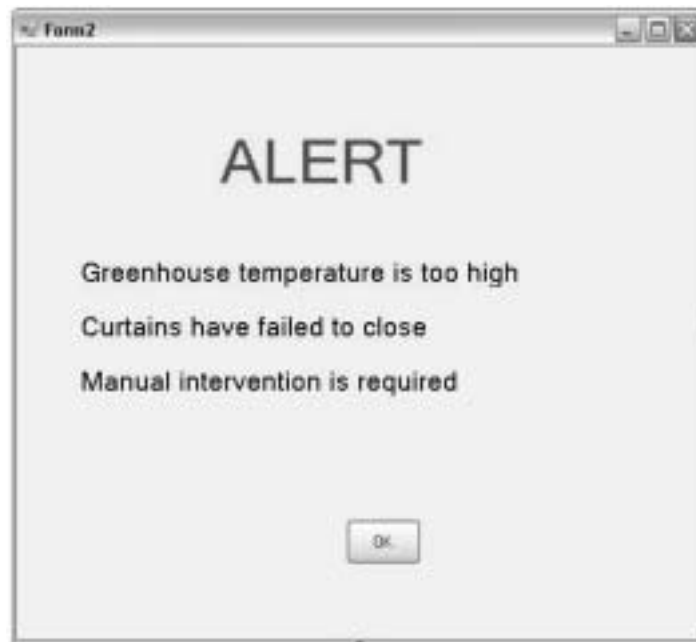 Form2
ALERT
Greenhouse temperature is too high
Curtains have failed to close
Manual intervention is required
OK